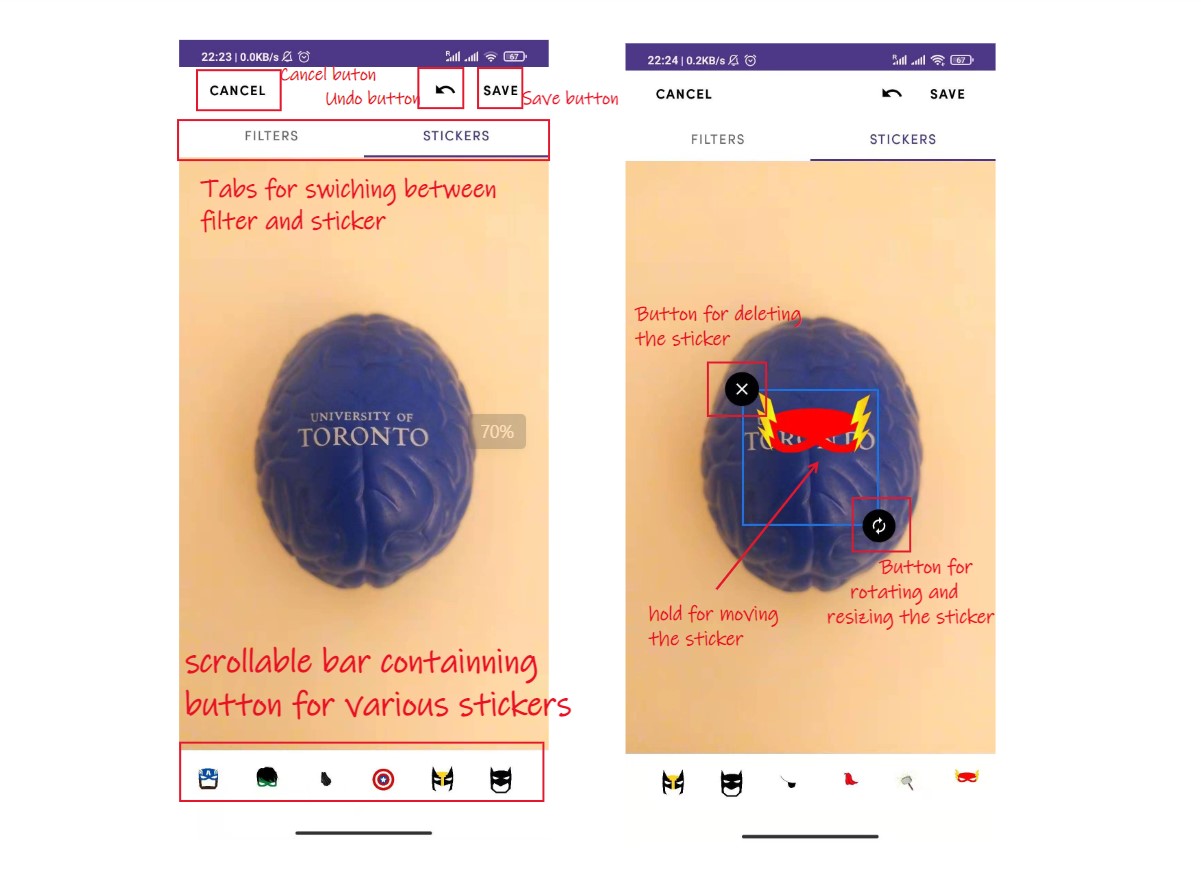 22:23 | 0.0KB/s
R
67
Cancel buton
CANCEL
Undo button
SAVE
Save button
FILTERS
STICKERS
Tabs for swiching between
filter and sticker
UNIVERSITY OF
TORONTO
70%
scrollable bar containning
button for various stickers
A
22:24 | 0.2KB/s
R
67
CANCEL
SAVE
FILTERS
STICKERS
Button for deleting
the sticker
TORONTO
hold for moving
the sticker
Button for
rotating and
resizing the sticker